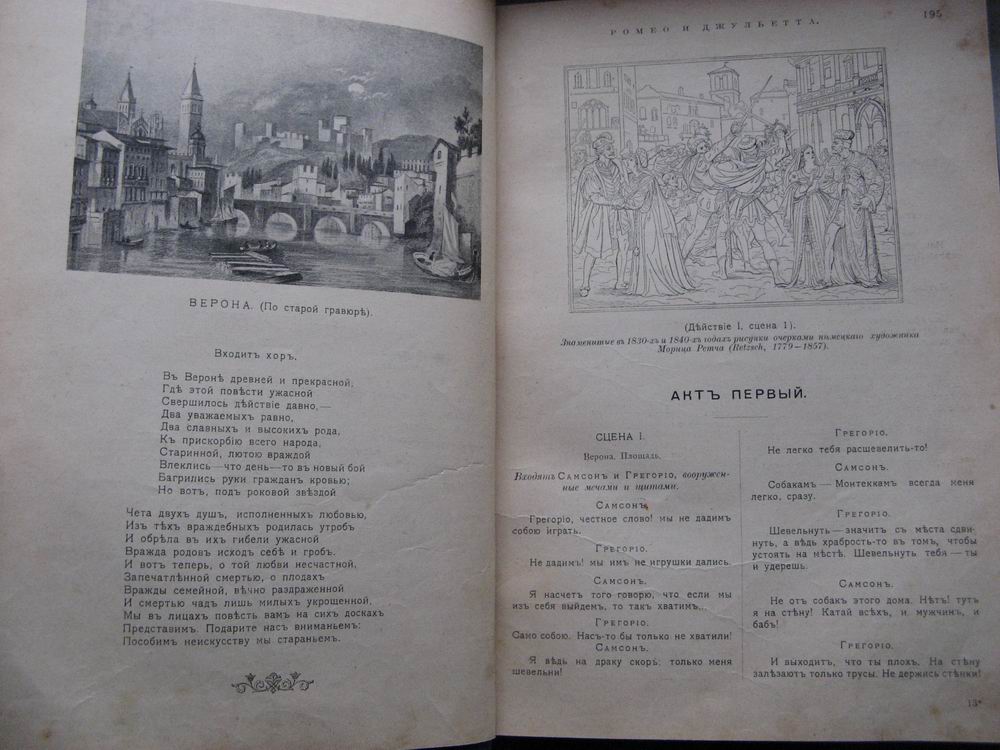 ВЕРОНА. (По старой гравюрѣ).
Входитъ хоръ.
Въ Веронѣ древней и прекрасной,
Гдѣ этой повѣсти ужасной
Свершилось дѣйствіе давно,—
Два уважаемыхъ равно,
Два славныхъ и высокихъ рода,
Къ прискорбію всего народа,
Старинной, лютою враждой
Влеклись—что день—то въ новый бой
Багрились руки гражданъ кровью;
Но вотъ, подъ роковой звѣздой
Чета двухъ душъ, исполненныхъ любовью,
Изъ тѣхъ враждебныхъ родилась утробъ
И обрѣла въ ихъ гибели ужасной
Вражда родовъ исходъ себѣ и гробъ.
И вотъ теперь, о той любви несчастной,
Запечатлѣнной смертью, о плодахъ
Вражды семейной, вѣчно раздраженной
И смертью чадъ лишь милыхъ укрощенной,
Мы въ лицахъ повѣсть вамъ на сихъ доскахъ
Представимъ. Подарите насъ вниманьемъ:
Пособимъ неискусству мы стараньемъ.
РОМЕО И ДЖУЛЬЕТТА.
195
(Дѣйствіе I, сцена 1).
Знаменитые въ 1830-хъ и 1840-хъ годахъ рисунки очерками нѣмецкаго художника
Морица Ретча (Retzsch, 1779—1857).
АКТЪ ПЕРВЫЙ.
СЦЕНА I.
Верона. Площадь.
Входятъ Самсонъ и Грегоріо, вооружен-
ные мечами и щитами.
Самсонъ.
Грегоріо, честное слово! мы не дадимъ
собою играть.
Грегоріо.
Не дадимъ! мы имъ не игрушки дались.
Самсонъ.
Я насчетъ того говорю, что если мы
изъ себя выйдемъ, то такъ хватимъ...
Грегоріо.
Само собою. Насъ-то бы только не хватили!
Самсонъ.
Я вѣдь на драку скоръ: только меня
шевельни!
Грегоріо.
Не легко тебя расшевелить-то!
Самсонъ.
Собакамъ — Монтеккамъ всегда меня
легко, сразу.
Грегоріо.
Шевельнуть—значитъ съ мѣста сдви-
нуть, а вѣдь храбрость-то въ томъ, чтобы
устоять на мѣстѣ. Шевельнуть тебя — ты
и удерешь.
Самсонъ.
Не отъ собакъ этого дома. Нѣтъ! тутъ
я на стѣну! Катай всѣхъ, и мужчинъ, и
бабъ!
Грегоріо.
И выходитъ, что ты плохъ. На стѣну
залѣзаютъ только трусы. Не держись стѣнки!
13*